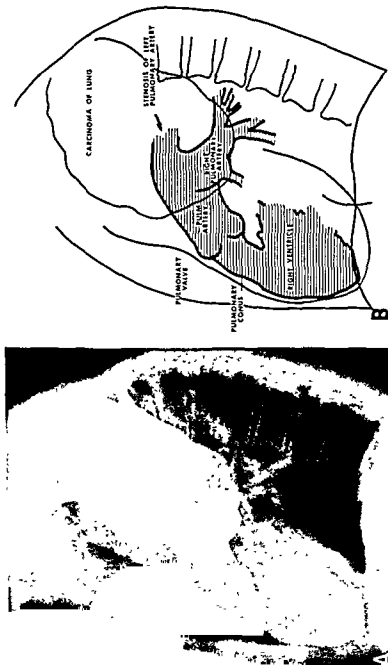 CARCINOMA OF LUNG
STENOSIS OF LEFT
PULMONARY ARTERY
RIGHT
PULMONARY
ARTERY
PULM
ARTERY
PULMONARY
VALVE
PULMONARY
CONUS
RIGHT VENTRICLE
B
A